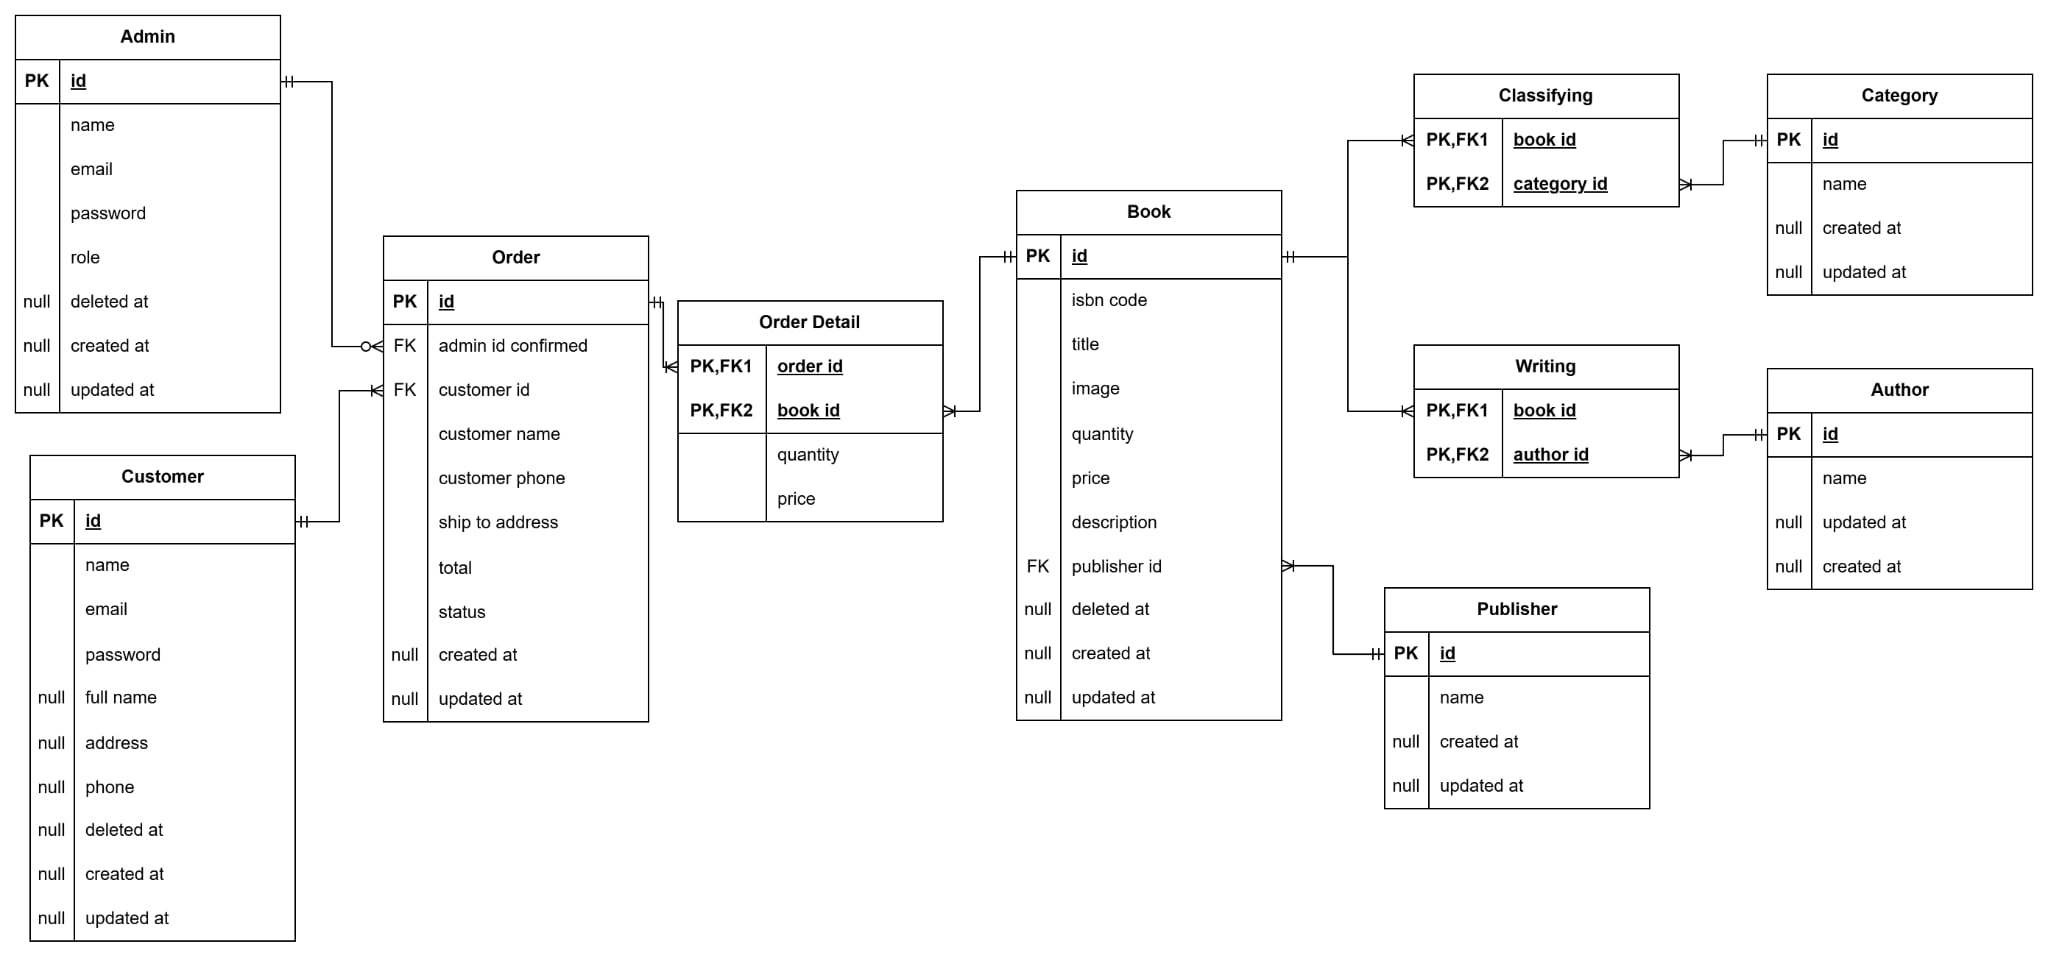 Admin
PK id
name
email
password
role
null deleted at
null created at
null updated at
Customer
PK id
name
email
password
null full name
null address
null phone
null deleted at
null created at
null updated at
Order
PK id
FK admin id confirmed
FK customer id
customer name
customer phone
ship to address
total
status
null created at
null updated at
Order Detail
PK,FK1 order id
PK,FK2 book id
quantity
price
Book
PK id
isbn code
title
image
quantity
price
description
FK publisher id
null deleted at
null created at
null updated at
Classifying
PK,FK1 book id
PK,FK2 category id
Category
PK id
name
null created at
null updated at
Writing
PK,FK1 book id
PK,FK2 author id
Author
PK id
name
null updated at
null created at
Publisher
PK id
name
null created at
null updated at